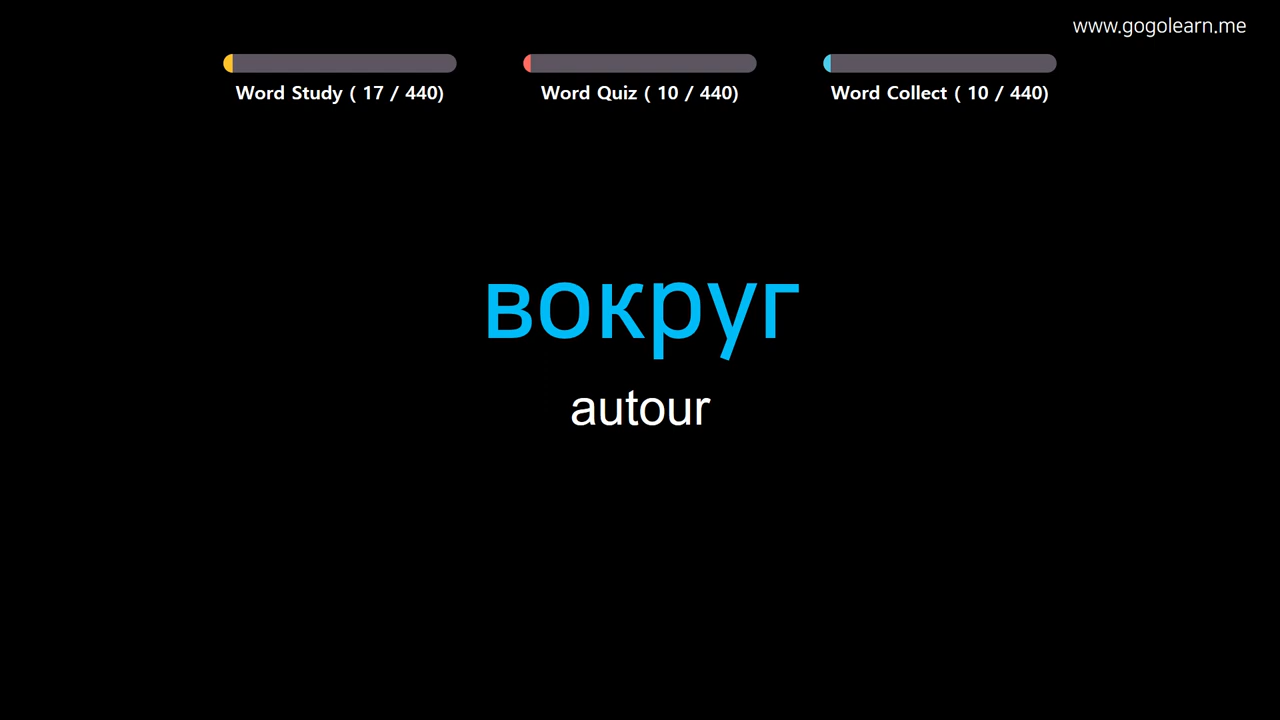 www.gogolearn.me
Word Study ( 17 / 440)
Word Quiz ( 10 / 440)
Word Collect ( 10 / 440)
вокруг
autour